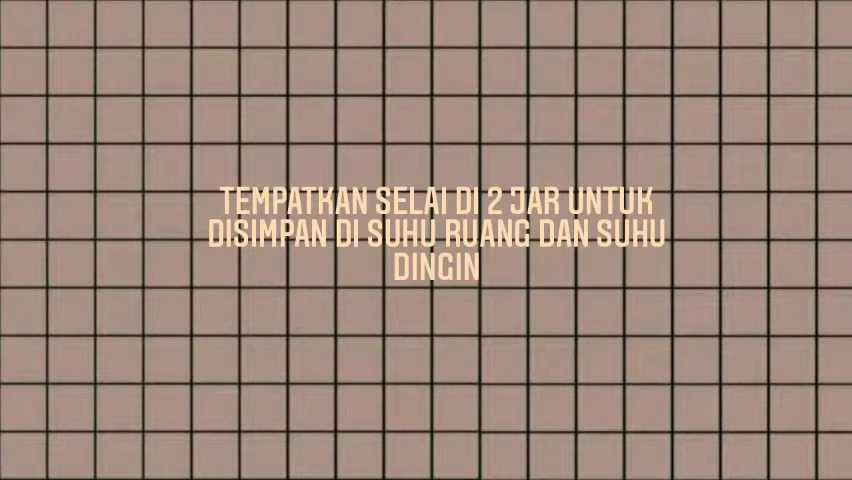 TEMPATKAN SELAI DI 2 JAR UNTUK
DISIMPAN DI SUHU RUANG DAN SUHU
DINGIN